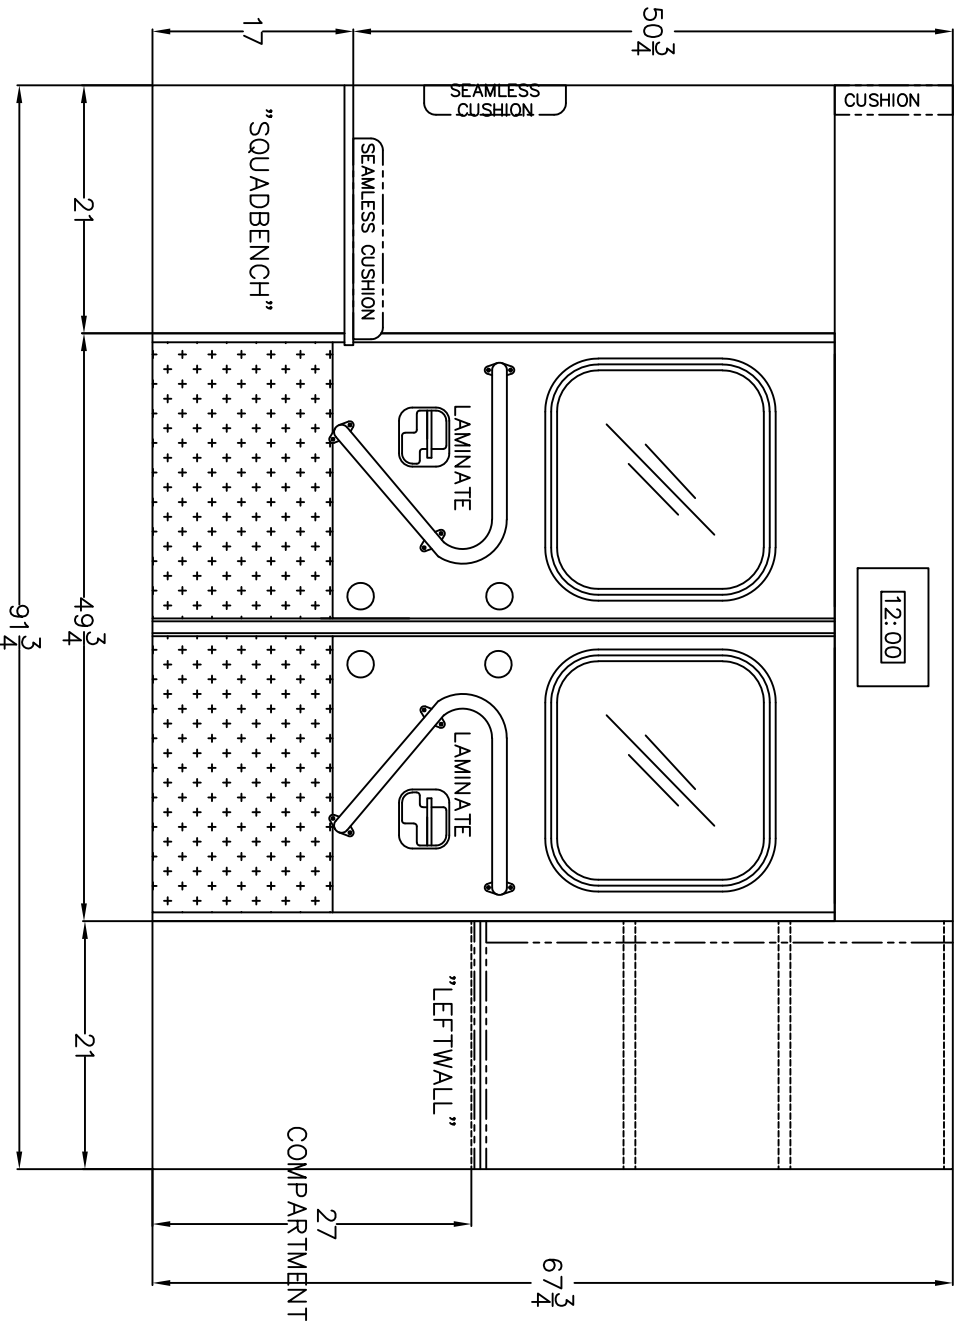 CUSHION
12:00
50 3/4
67 3/4
SEAMLESS
CUSHION
LAMINATE
LAMINATE
"LEFTWALL"
SEAMLESS CUSHION
27
COMPARTMENT
"SQUADBENCH"
17
21
49 3/4
21
91 3/4